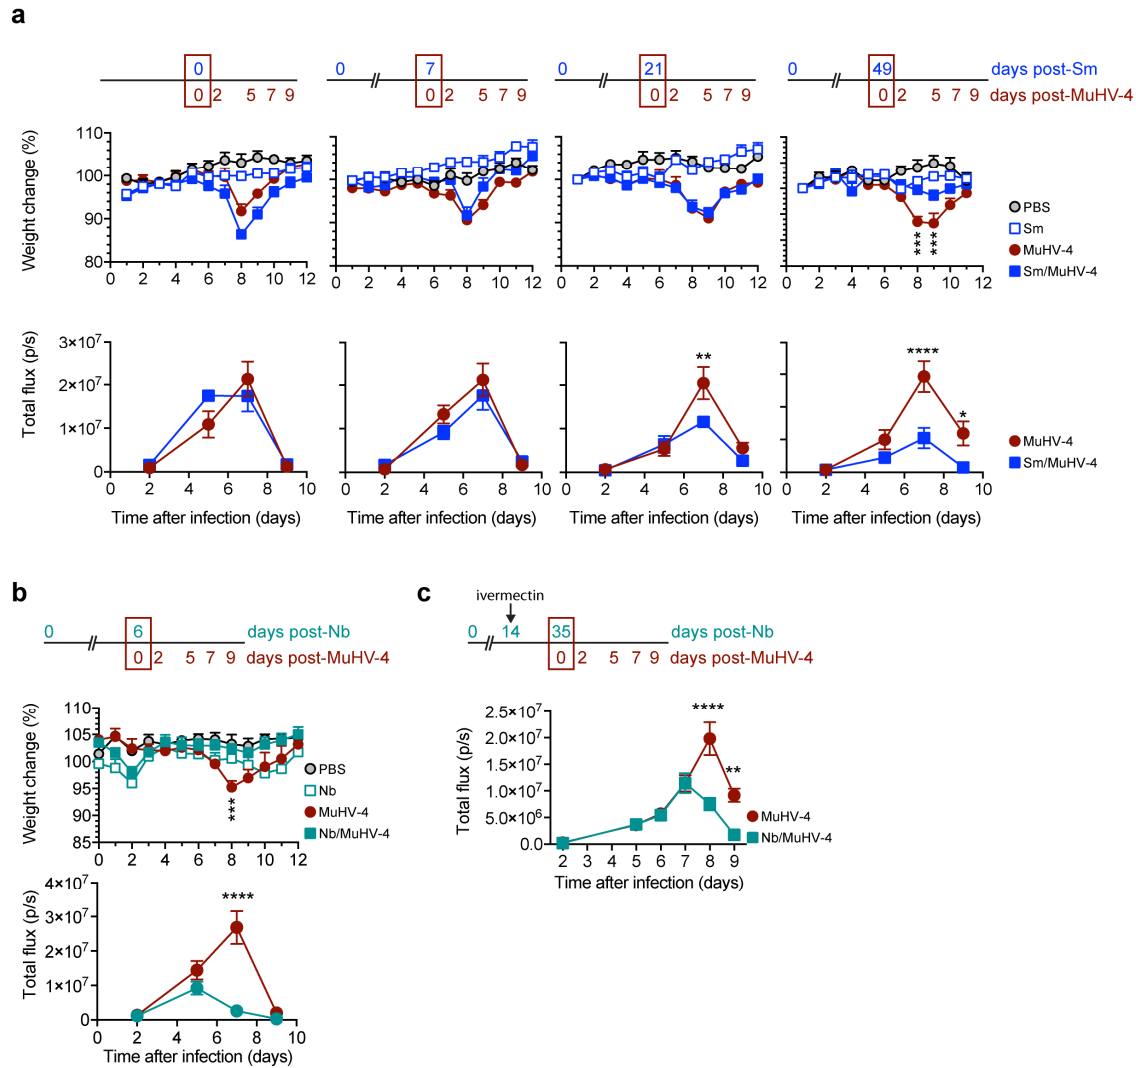 a
0 7 21 49
0 0 0 0 days post-Sm
0 2 5 7 9 0 2 5 7 9 0 2 5 7 9 0 2 5 7 9 days post-MuHV-4
Weight change (%)
110
100
90
80
0 2 4 6 8 10 12
0 2 4 6 8 10 12
0 2 4 6 8 10 12
0 2 4 6 8 10 12
***
***
PBS
Sm
MuHV-4
Sm/MuHV-4
Total flux (p/s)
3×10⁷
2×10⁷
1×10⁷
0
0 2 4 6 8 10
0 2 4 6 8 10
0 2 4 6 8 10
0 2 4 6 8 10
**
****
*
MuHV-4
Sm/MuHV-4
Time after infection (days)
Time after infection (days)
Time after infection (days)
Time after infection (days)
b
0 6 days post-Nb
0 2 5 7 9 days post-MuHV-4
Weight change (%)
110
105
100
95
90
85
0 2 4 6 8 10 12
***
PBS
Nb
MuHV-4
Nb/MuHV-4
Total flux (p/s)
4×10⁷
3×10⁷
2×10⁷
1×10⁷
0
****
0 2 4 6 8 10
Time after infection (days)
c
ivermectin
0 14 35 days post-Nb
0 2 5 7 9 days post-MuHV-4
Total flux (p/s)
2.5×10⁷
2.0×10⁷
1.5×10⁷
1.0×10⁷
5.0×10⁶
0.0
****
**
2 3 4 5 6 7 8 9
Time after infection (days)
MuHV-4
Nb/MuHV-4